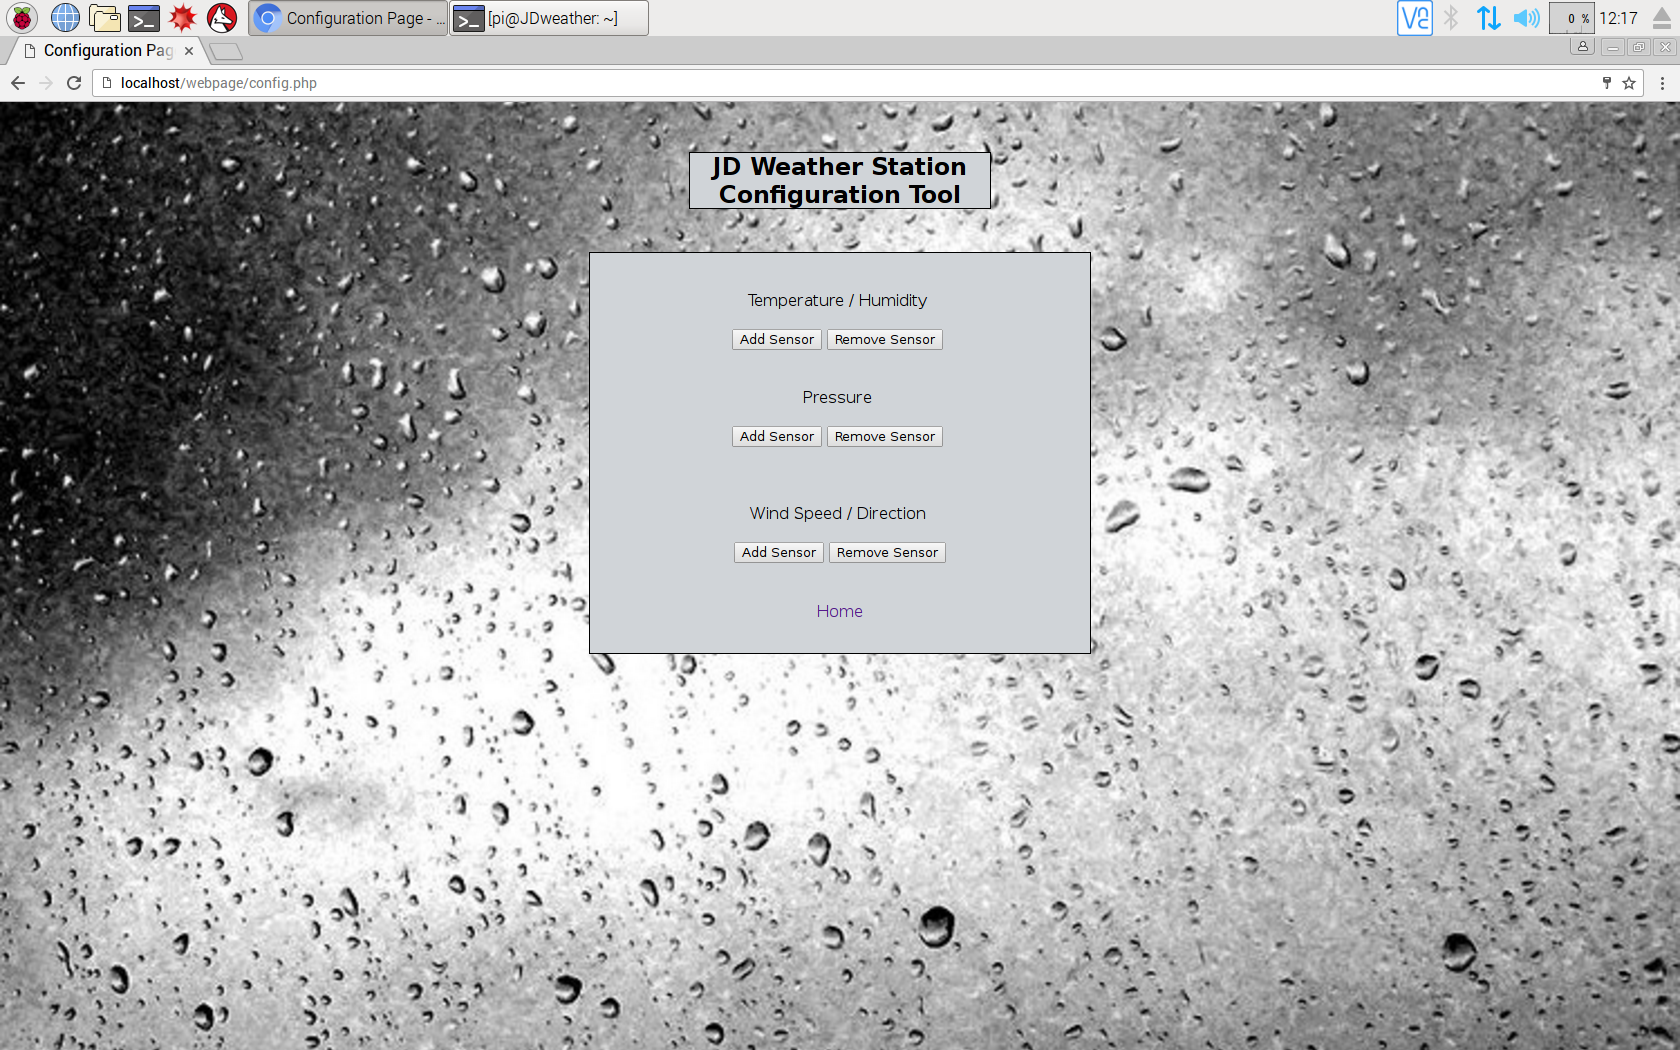 Configuration Page - ...
[pi@JDweather: ~]
0 %
12:17
Configuration Pag
localhost/webpage/config.php
JD Weather Station
Configuration Tool
Temperature / Humidity
Add Sensor Remove Sensor
Pressure
Add Sensor Remove Sensor
Wind Speed / Direction
Add Sensor Remove Sensor
Home